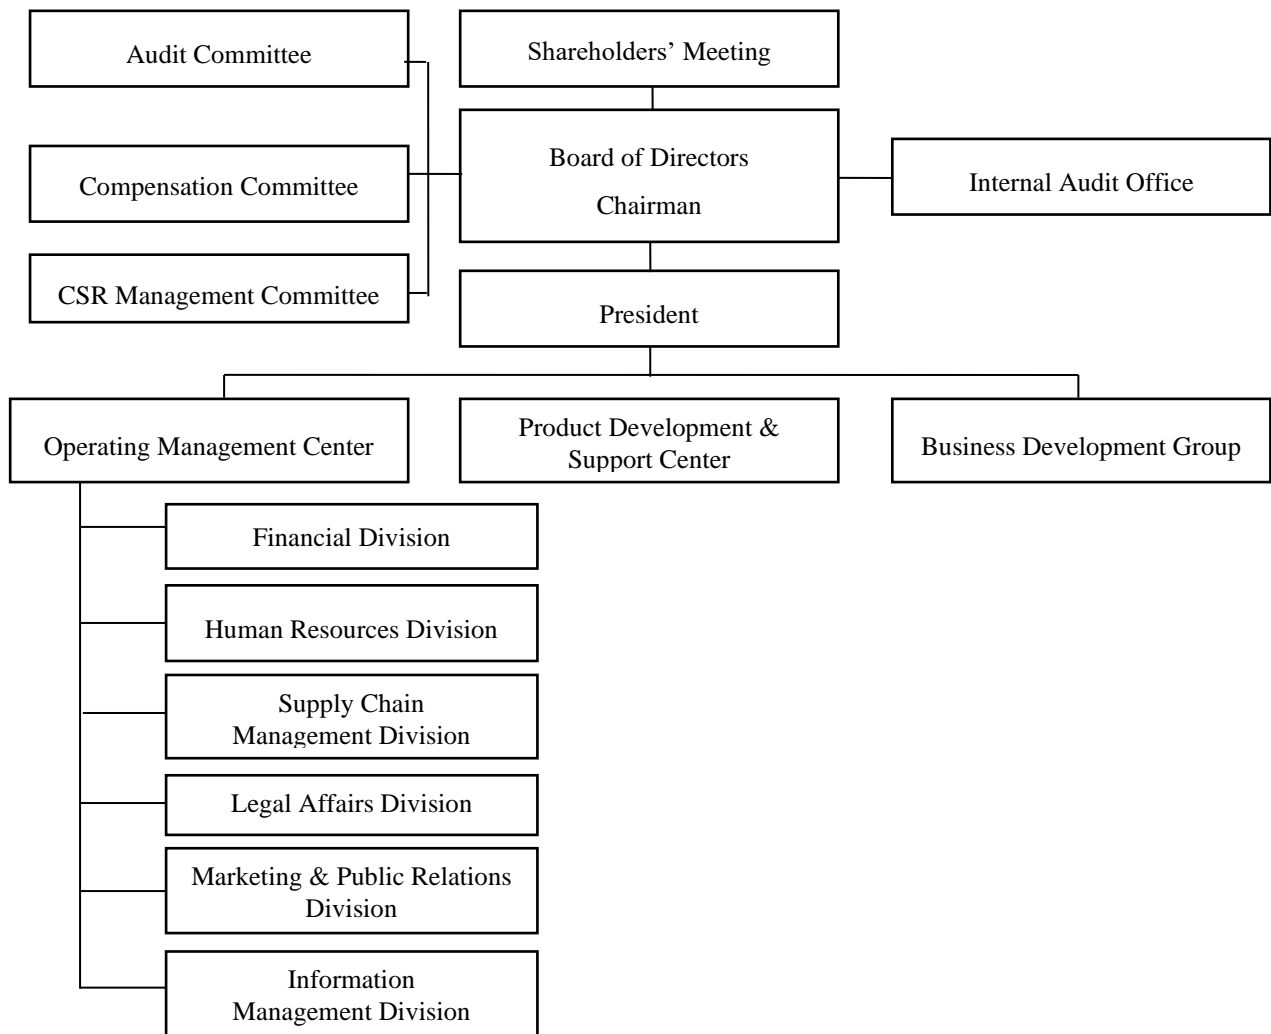 Audit Committee
Shareholders’ Meeting
Compensation Committee
Board of Directors
Chairman
Internal Audit Office
CSR Management Committee
President
Operating Management Center
Product Development &
Support Center
Business Development Group
Financial Division
Human Resources Division
Supply Chain
Management Division
Legal Affairs Division
Marketing & Public Relations
Division
Information
Management Division